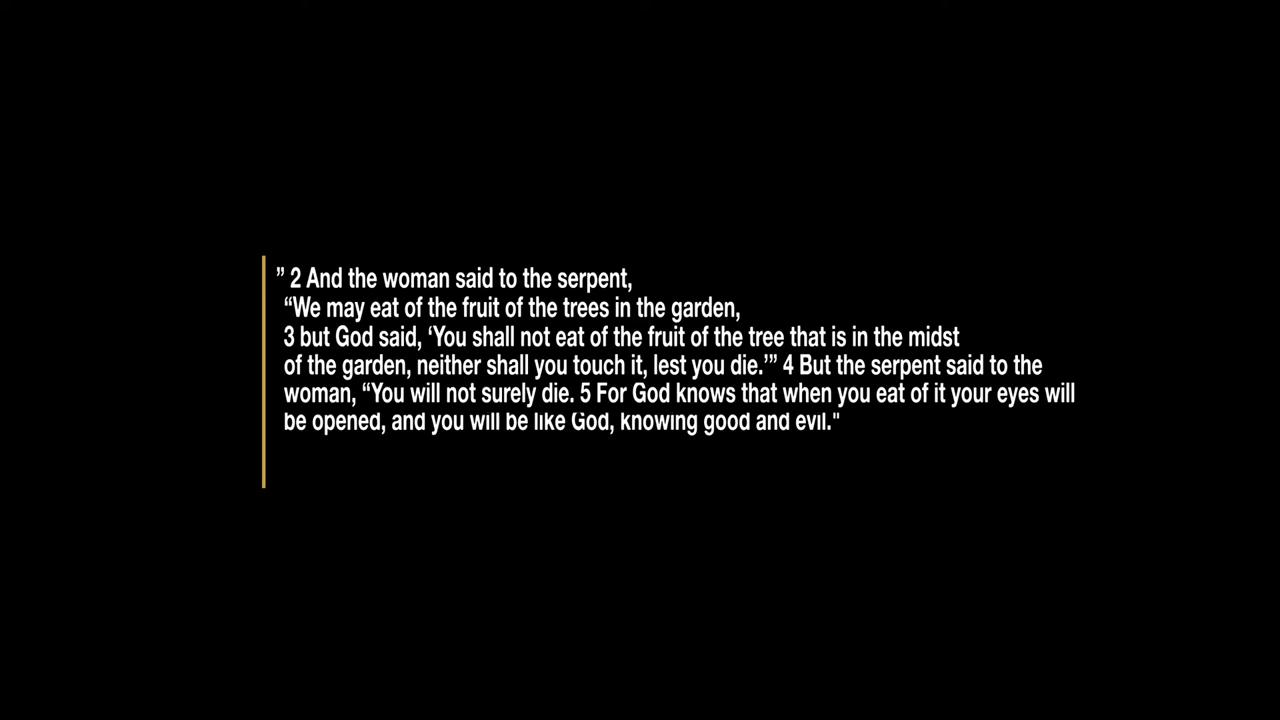 ” 2 And the woman said to the serpent,
“We may eat of the fruit of the trees in the garden,
3 but God said, ‘You shall not eat of the fruit of the tree that is in the midst
of the garden, neither shall you touch it, lest you die.’” 4 But the serpent said to the
woman, “You will not surely die. 5 For God knows that when you eat of it your eyes will
be opened, and you will be like God, knowing good and evil."